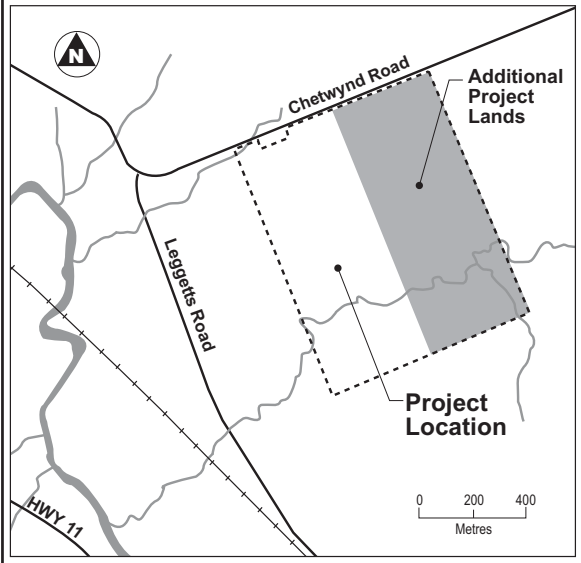 N
Chetwynd Road
Additional
Project
Lands
Leggetts Road
Project
Location
HWY 11
0 200 400
Metres